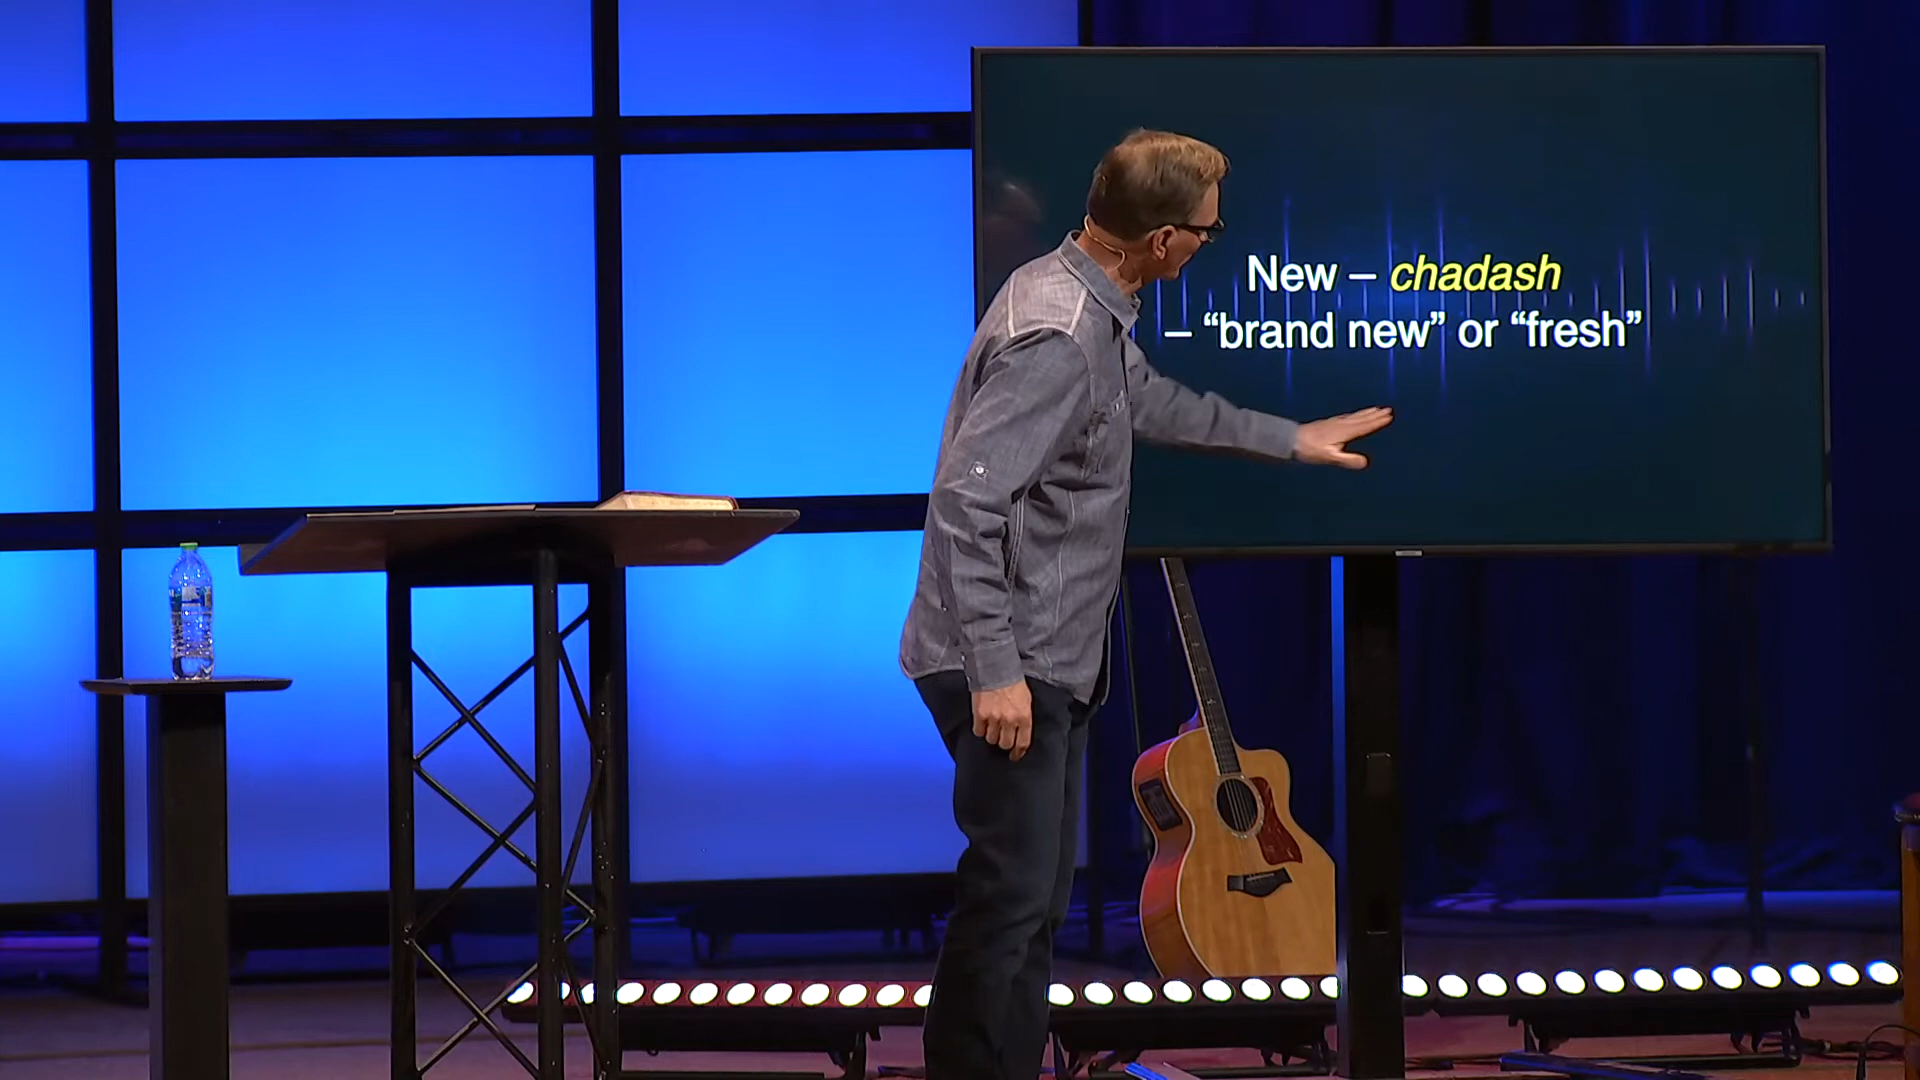 New – chadash
– “brand new” or “fresh”